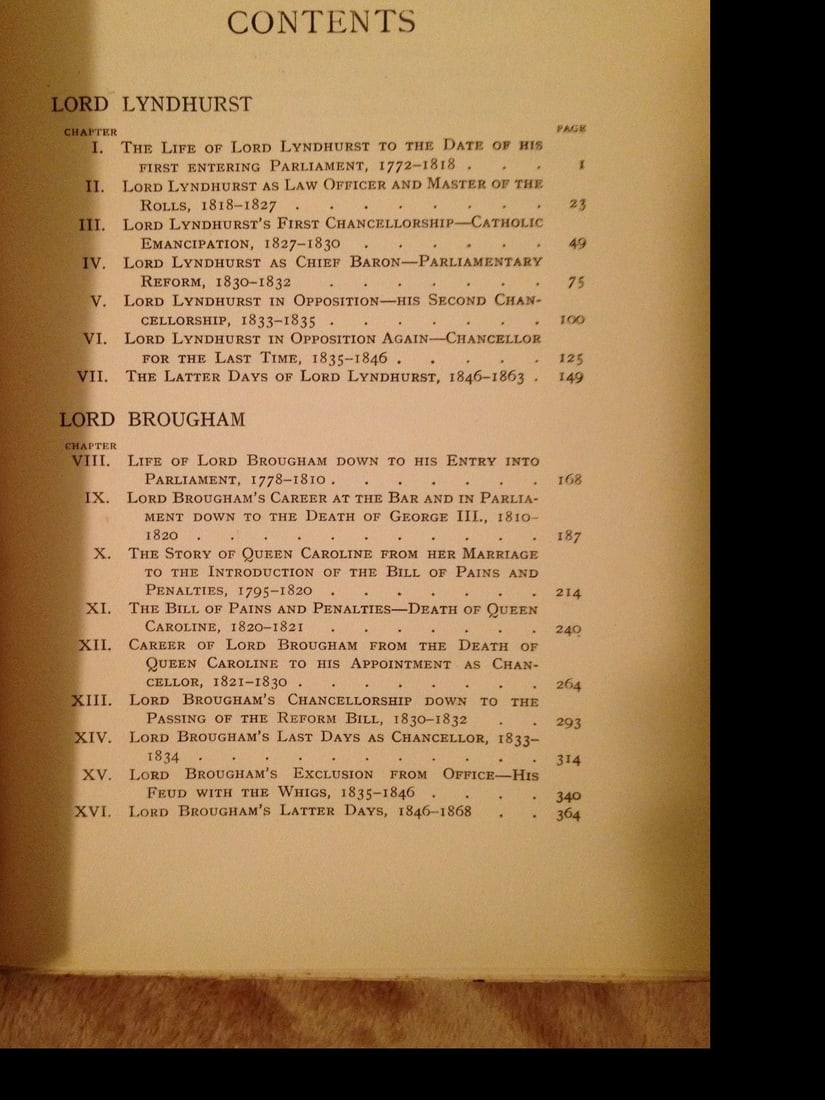 CONTENTS
LORD LYNDHURST
CHAPTER PAGE
I. The Life of Lord Lyndhurst to the Date of his
first entering Parliament, 1772–1818 . . . 1
II. Lord Lyndhurst as Law Officer and Master of the
Rolls, 1818–1827 . . . . . . . 23
III. Lord Lyndhurst's First Chancellorship—Catholic
Emancipation, 1827–1830 . . . . . . 49
IV. Lord Lyndhurst as Chief Baron—Parliamentary
Reform, 1830–1832 . . . . . . . 75
V. Lord Lyndhurst in Opposition—his Second Chan-
cellorship, 1833–1835 . . . . . . . 100
VI. Lord Lyndhurst in Opposition Again—Chancellor
for the Last Time, 1835–1846 . . . . . 125
VII. The Latter Days of Lord Lyndhurst, 1846–1863 . 149
LORD BROUGHAM
CHAPTER
VIII. Life of Lord Brougham down to his Entry into
Parliament, 1778–1810 . . . . . . . 168
IX. Lord Brougham's Career at the Bar and in Parlia-
ment down to the Death of George III., 1810–
1820 . . . . . . . . . . . 187
X. The Story of Queen Caroline from her Marriage
to the Introduction of the Bill of Pains and
Penalties, 1795–1820 . . . . . . . 214
XI. The Bill of Pains and Penalties—Death of Queen
Caroline, 1820–1821 . . . . . . . 240
XII. Career of Lord Brougham from the Death of
Queen Caroline to his Appointment as Chan-
cellor, 1821–1830 . . . . . . . . 264
XIII. Lord Brougham's Chancellorship down to the
Passing of the Reform Bill, 1830–1832 . . 293
XIV. Lord Brougham's Last Days as Chancellor, 1833–
1834 . . . . . . . . . . . 314
XV. Lord Brougham's Exclusion from Office—His
Feud with the Whigs, 1835–1846 . . . . 340
XVI. Lord Brougham's Latter Days, 1846–1868 . . 364